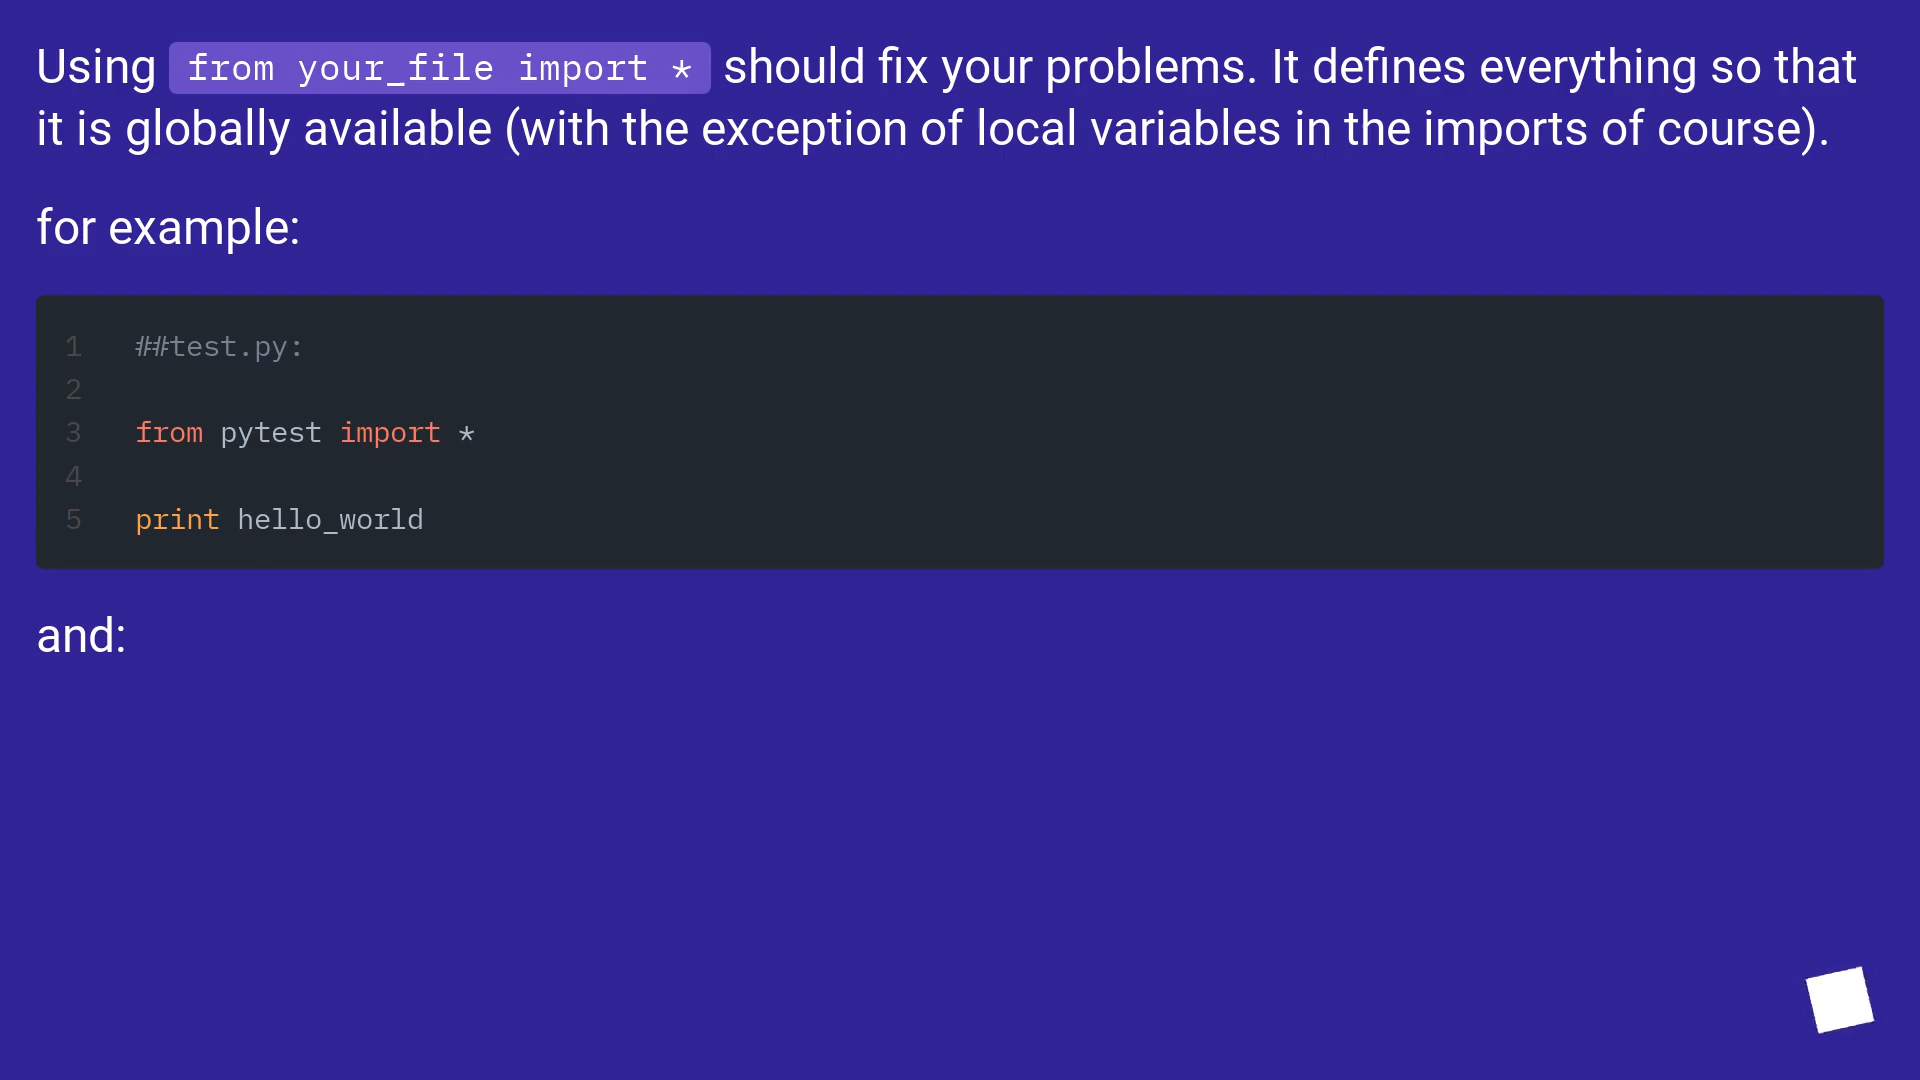 Using from your_file import * should fix your problems. It defines everything so that
it is globally available (with the exception of local variables in the imports of course).
for example:
1 ##test.py:
2
3 from pytest import *
4
5 print hello_world
and: